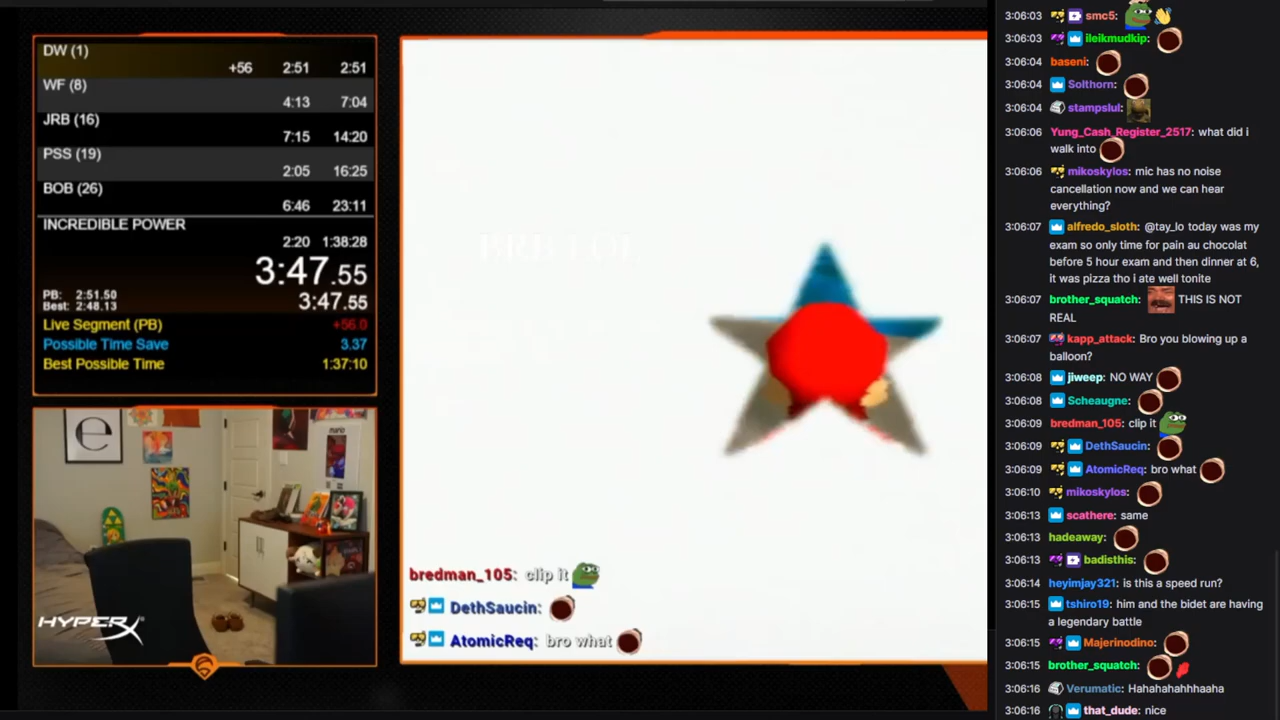 DW (1)
+56 2:51 2:51
WF (8)
4:13 7:04
JRB (16)
7:15 14:20
PSS (19)
2:05 16:25
BOB (26)
6:46 23:11
INCREDIBLE POWER
2:20 1:38:28
3:47.55
PB: 2:51.50
Best: 2:48.13
3:47.55
Live Segment (PB) +56.0
Possible Time Save 3.37
Best Possible Time 1:37:10
e
mario
HYPERX
BRB LOL
bredman_105: clip it
DethSaucin:
AtomicReq: bro what
3:06:03 smc5:
3:06:03 ileikmudkip:
3:06:04 baseni:
3:06:04 Solthorn:
3:06:04 stampslul:
3:06:06 Yung_Cash_Register_2517: what did i
walk into
3:06:06 mikoskylos: mic has no noise
cancellation now and we can hear
everything?
3:06:07 alfredo_sloth: @tay_lo today was my
exam so only time for pain au chocolat
before 5 hour exam and then dinner at 6,
it was pizza tho i ate well tonite
3:06:07 brother_squatch: THIS IS NOT
REAL
3:06:07 kapp_attack: Bro you blowing up a
balloon?
3:06:08 jiweep: NO WAY
3:06:08 Scheaugne:
3:06:09 bredman_105: clip it
3:06:09 DethSaucin:
3:06:09 AtomicReq: bro what
3:06:10 mikoskylos:
3:06:13 scathere: same
3:06:13 hadeaway:
3:06:13 badisthis:
3:06:14 heyimjay321: is this a speed run?
3:06:15 tshiro19: him and the bidet are having
a legendary battle
3:06:15 Majerinodino:
3:06:15 brother_squatch:
3:06:16 Verumatic: Hahahahahhhaaha
3:06:16 that_dude: nice